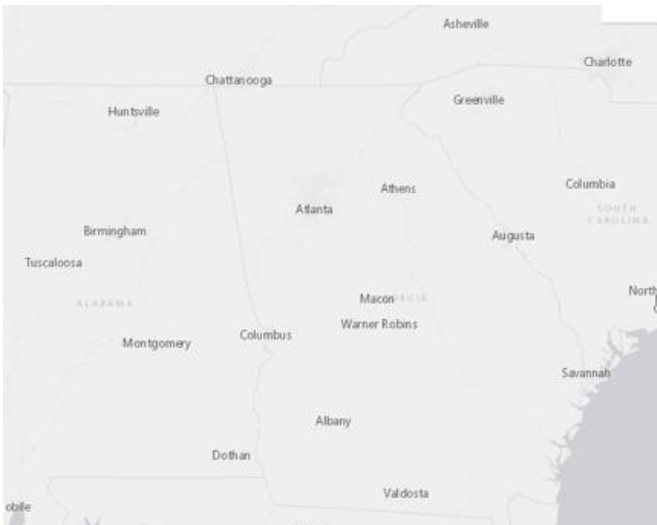 Asheville
Charlotte
Chattanooga
Greenville
Huntsville
Columbia
Athens
SOUTH
CAROLINA
Atlanta
Birmingham
Augusta
Tuscaloosa
North
Macon
ALABAMA
Warner Robins
Columbus
Montgomery
Savannah
Albany
Dothan
Valdosta
obile